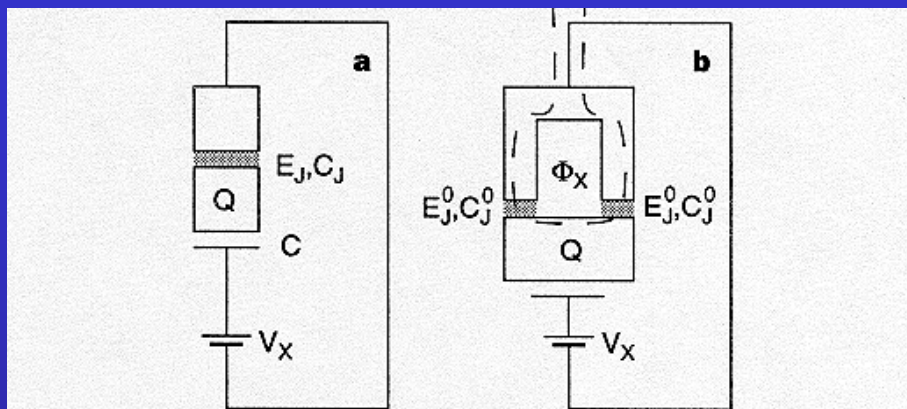 a
E_J,C_J
Q
C
V_X
b
Φ_X
E_J^0,C_J^0
E_J^0,C_J^0
Q
V_X